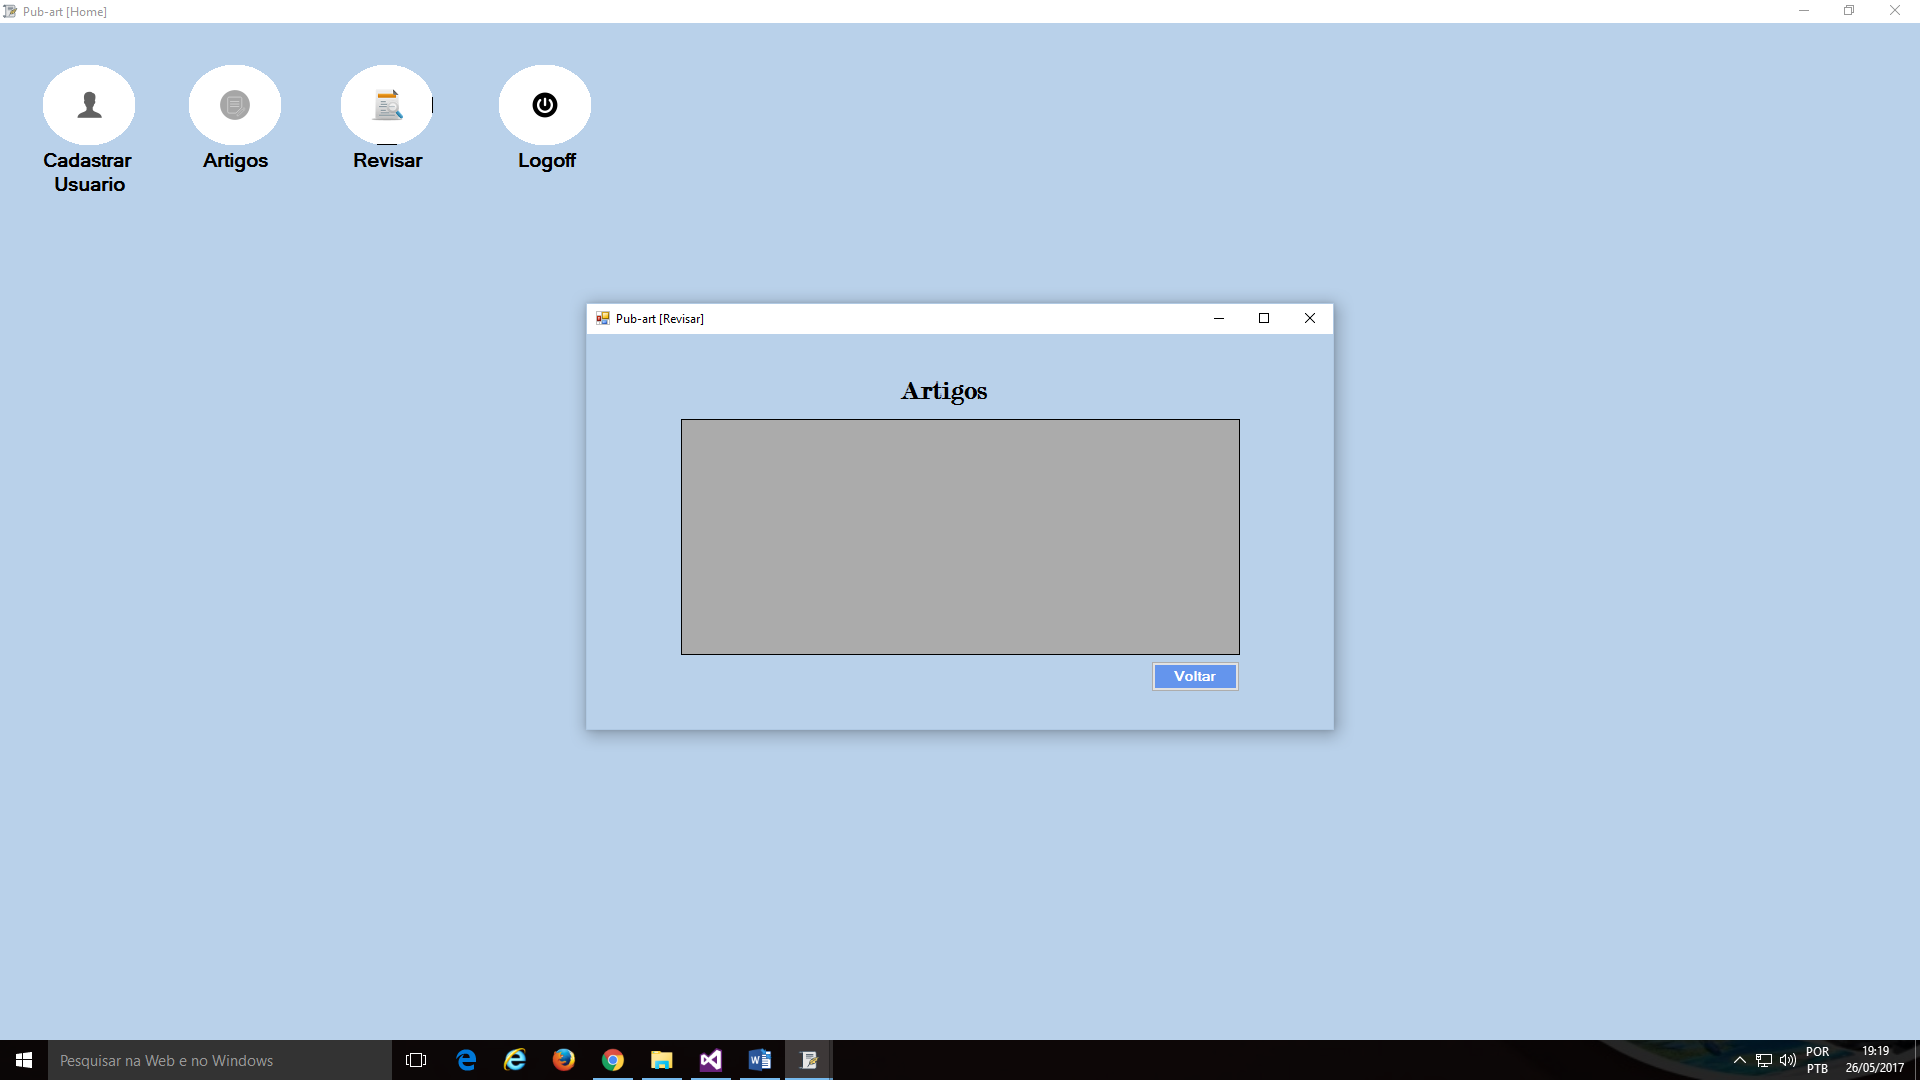 Pub-art [Home]
Cadastrar
Usuario
Artigos
Revisar
Logoff
Pub-art [Revisar]
Artigos
Voltar
Pesquisar na Web e no Windows
POR
PTB
19:19
26/05/2017